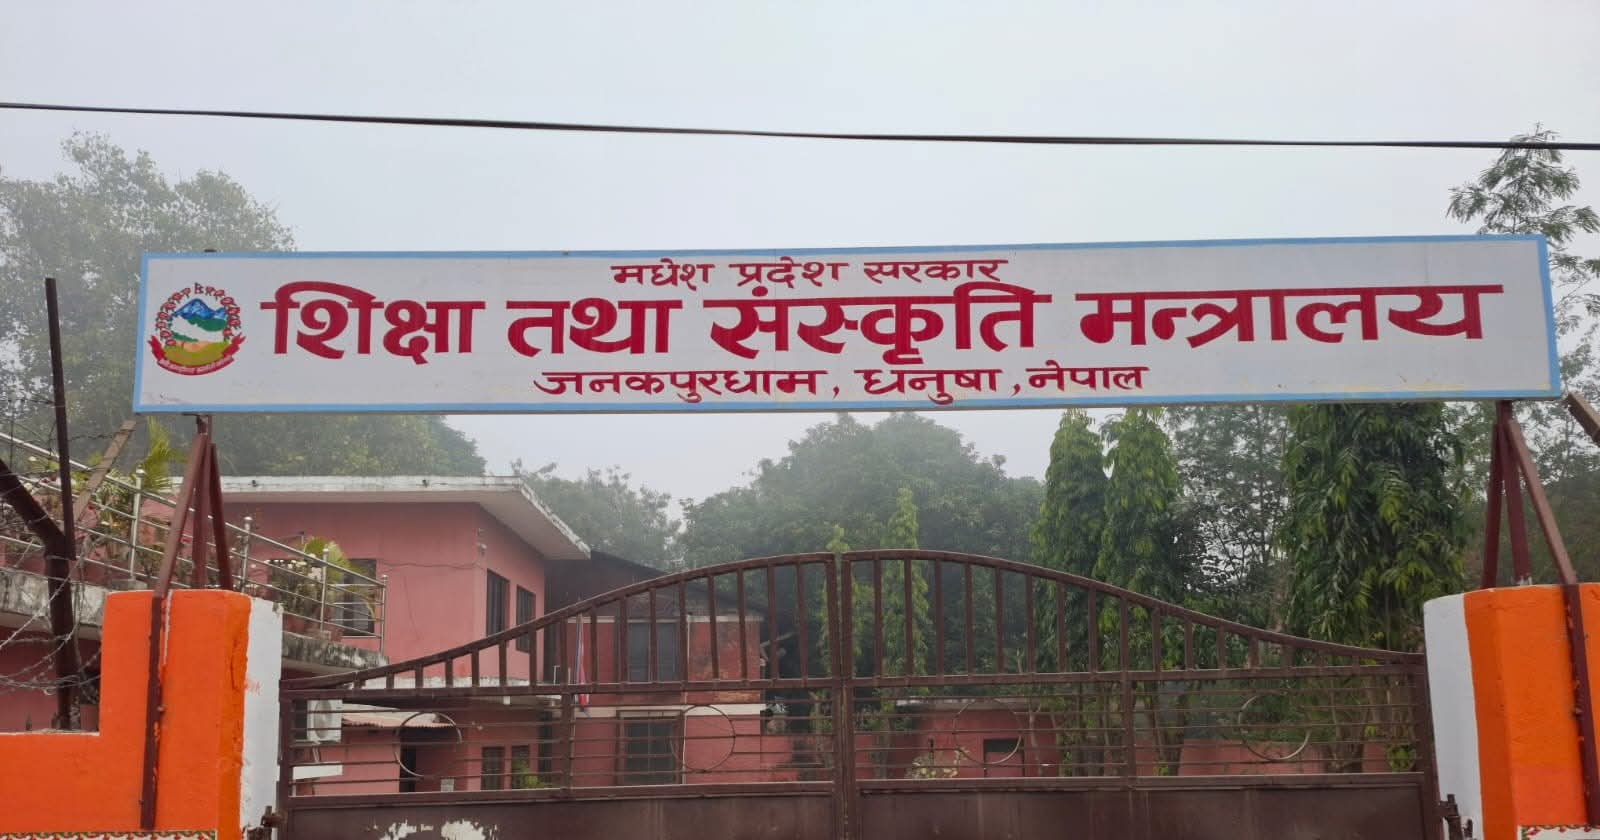 मधेश प्रदेश सरकार
शिक्षा तथा संस्कृति मन्त्रालय
जनकपुरधाम, धनुषा, नेपाल